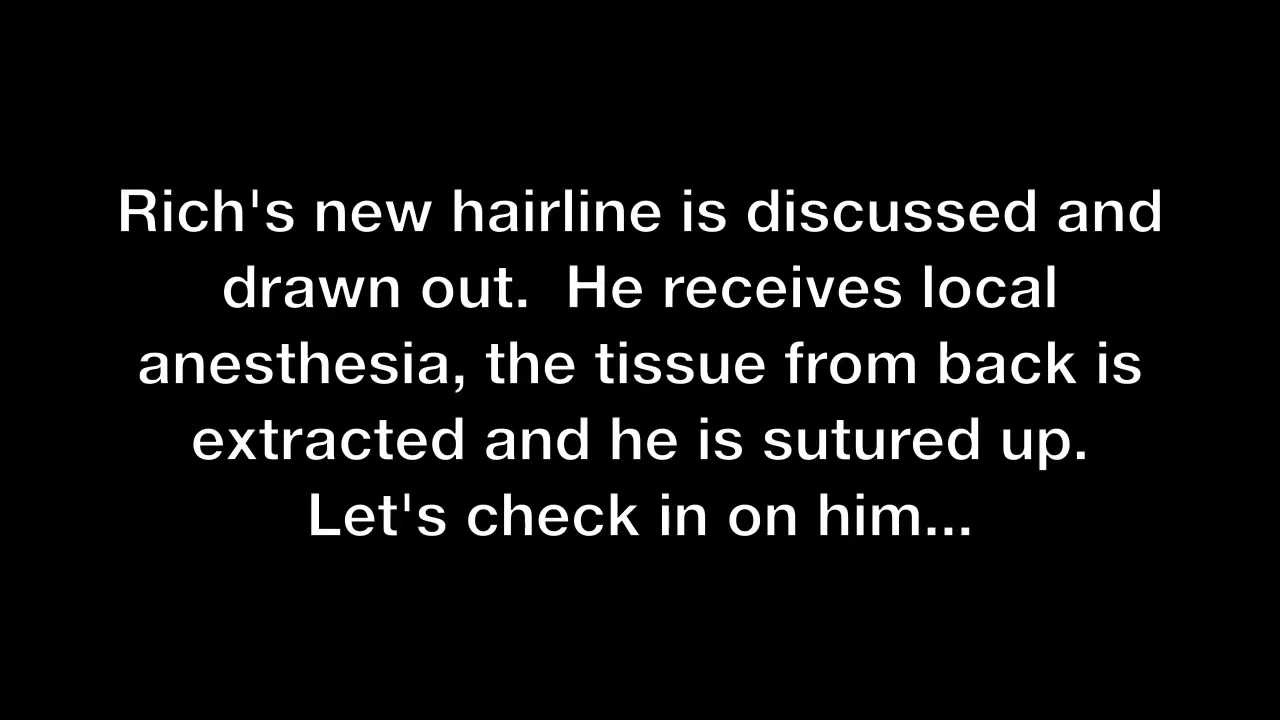 Rich's new hairline is discussed and
drawn out.  He receives local
anesthesia, the tissue from back is
extracted and he is sutured up.
Let's check in on him...